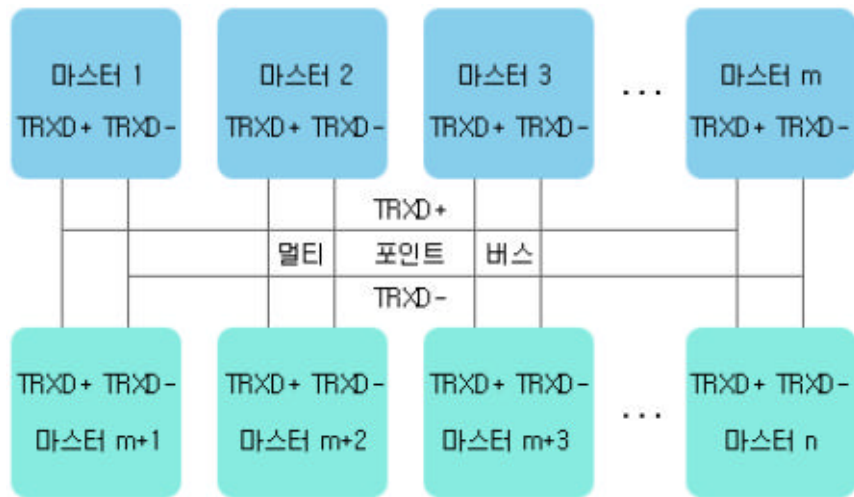 마스터 1 마스터 2 마스터 3 ... 마스터 m
TRXD+ TRXD- TRXD+ TRXD- TRXD+ TRXD- TRXD+ TRXD-
TRXD+
멀티 포인트 버스
TRXD-
TRXD+ TRXD- TRXD+ TRXD- TRXD+ TRXD- TRXD+ TRXD-
마스터 m+1 마스터 m+2 마스터 m+3 ... 마스터 n